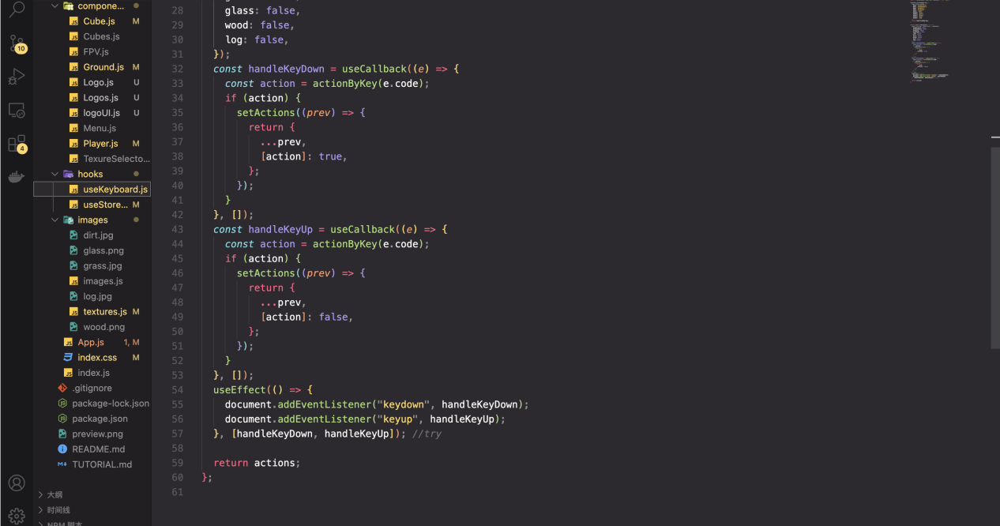 compone...
Cube.js M
Cubes.js
FPV.js
Ground.js M
Logo.js U
Logos.js U
logoUI.js U
Menu.js
Player.js M
TexureSelecto...
hooks
useKeyboard.js
useStore... M
images
dirt.jpg
glass.png
grass.jpg
images.js
log.jpg
textures.js M
wood.png
App.js 1, M
index.css M
index.js
.gitignore
package-lock.json
package.json
preview.png
README.md
TUTORIAL.md
大纲
时间线
NPM 脚本
10
4
28 glass: false,
29 wood: false,
30 log: false,
31 });
32 const handleKeyDown = useCallback((e) => {
33 const action = actionByKey(e.code);
34 if (action) {
35 setActions((prev) => {
36 return {
37 ...prev,
38 [action]: true,
39 };
40 });
41 }
42 }, []);
43 const handleKeyUp = useCallback((e) => {
44 const action = actionByKey(e.code);
45 if (action) {
46 setActions((prev) => {
47 return {
48 ...prev,
49 [action]: false,
50 };
51 });
52 }
53 }, []);
54 useEffect(() => {
55 document.addEventListener("keydown", handleKeyDown);
56 document.addEventListener("keyup", handleKeyUp);
57 }, [handleKeyDown, handleKeyUp]); //try
58
59 return actions;
60 };
61